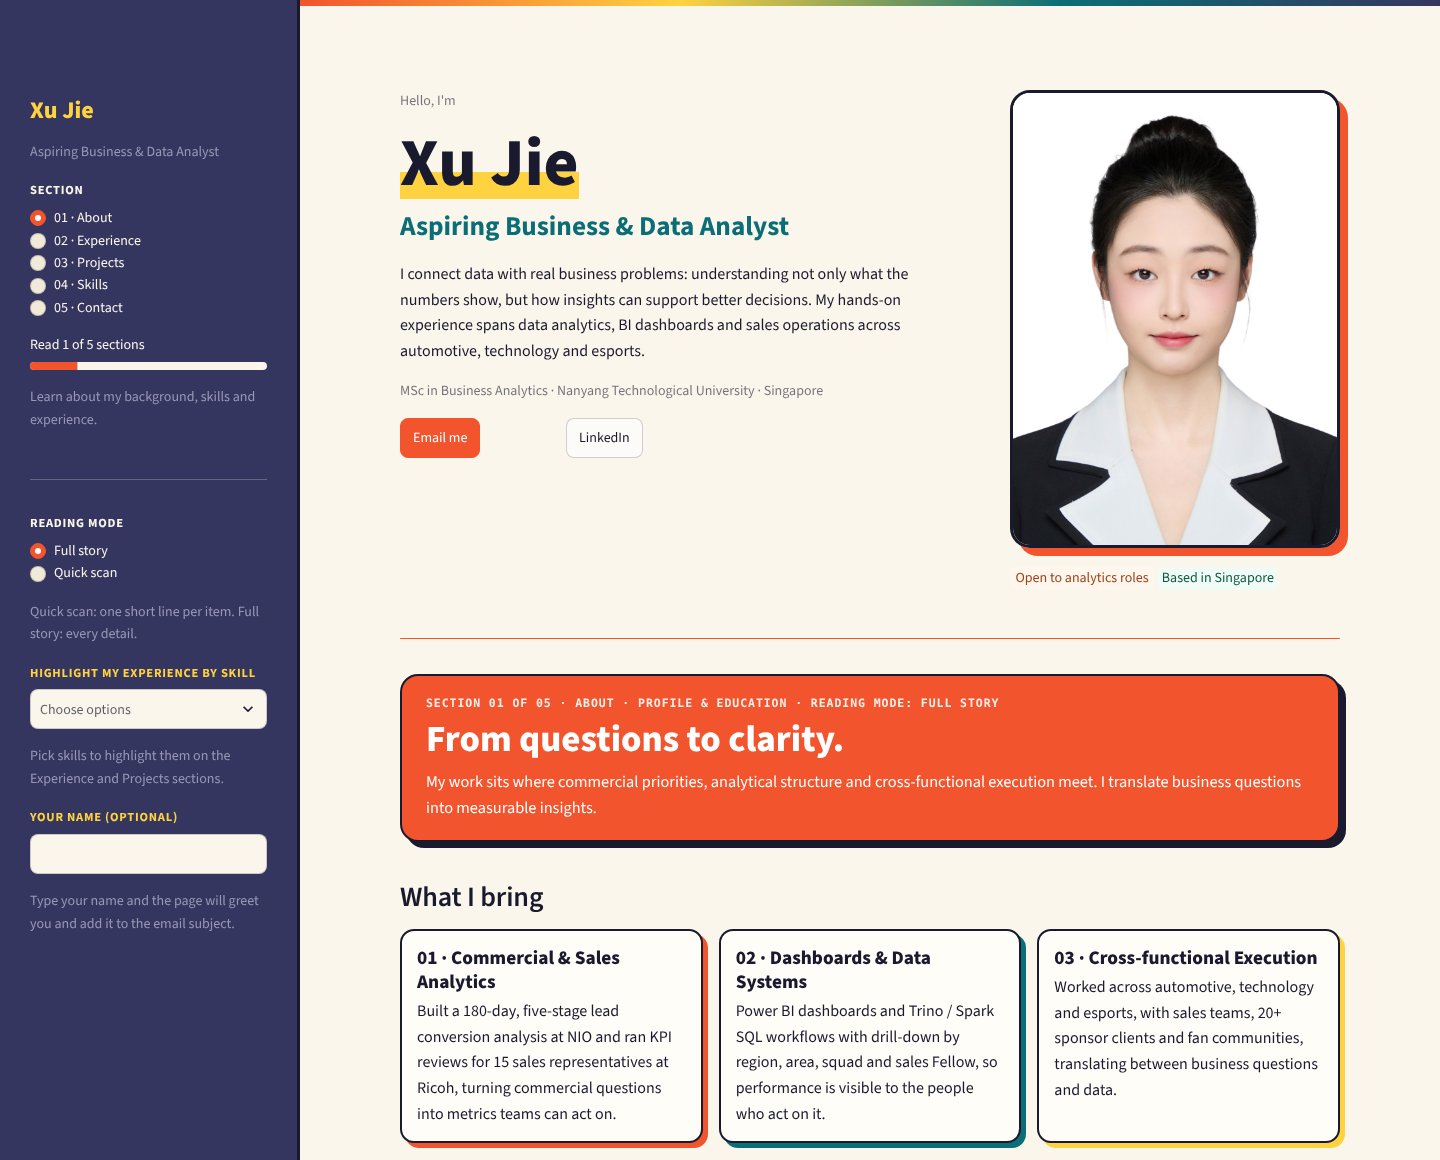 Xu Jie
Aspiring Business & Data Analyst
SECTION
01 · About
02 · Experience
03 · Projects
04 · Skills
05 · Contact
Read 1 of 5 sections
Learn about my background, skills and
experience.
READING MODE
Full story
Quick scan
Quick scan: one short line per item. Full
story: every detail.
HIGHLIGHT MY EXPERIENCE BY SKILL
Choose options
Pick skills to highlight them on the
Experience and Projects sections.
YOUR NAME (OPTIONAL)
Type your name and the page will greet
you and add it to the email subject.
Hello, I'm
Xu Jie
Aspiring Business & Data Analyst
I connect data with real business problems: understanding not only what the
numbers show, but how insights can support better decisions. My hands-on
experience spans data analytics, BI dashboards and sales operations across
automotive, technology and esports.
MSc in Business Analytics · Nanyang Technological University · Singapore
Email me
LinkedIn
Open to analytics roles Based in Singapore
SECTION 01 OF 05 · ABOUT · PROFILE & EDUCATION · READING MODE: FULL STORY
From questions to clarity.
My work sits where commercial priorities, analytical structure and cross-functional execution meet. I translate business questions
into measurable insights.
What I bring
01 · Commercial & Sales
Analytics
Built a 180-day, five-stage lead
conversion analysis at NIO and ran KPI
reviews for 15 sales representatives at
Ricoh, turning commercial questions
into metrics teams can act on.
02 · Dashboards & Data
Systems
Power BI dashboards and Trino / Spark
SQL workflows with drill-down by
region, area, squad and sales Fellow, so
performance is visible to the people
who act on it.
03 · Cross-functional Execution
Worked across automotive, technology
and esports, with sales teams, 20+
sponsor clients and fan communities,
translating between business questions
and data.